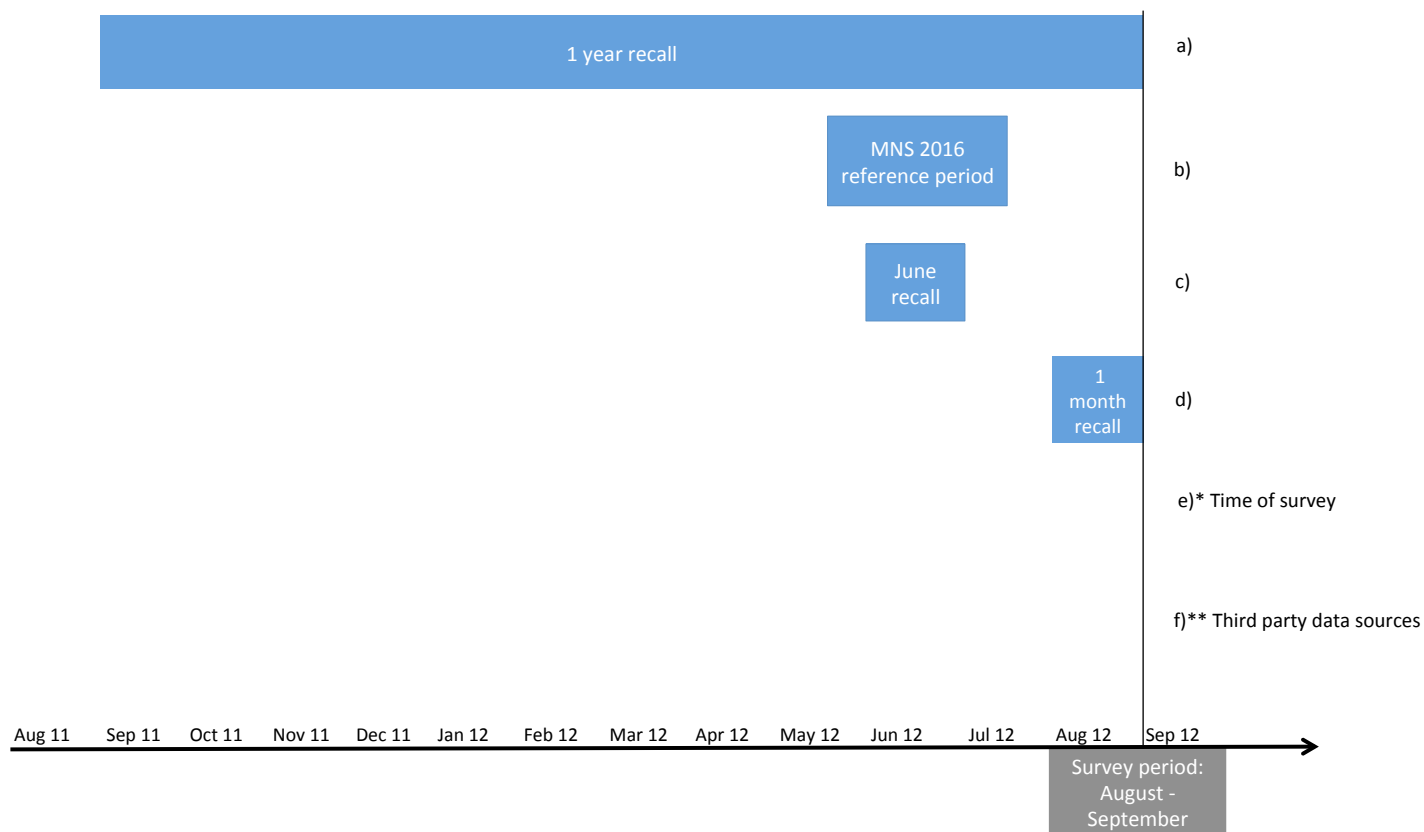 1 year recall
a)
MNS 2016
reference period
b)
June
recall
c)
1
month
recall
d)
e)* Time of survey
f)** Third party data sources
Aug 11 Sep 11 Oct 11 Nov 11 Dec 11 Jan 12 Feb 12 Mar 12 Apr 12 May 12 Jun 12 Jul 12 Aug 12 Sep 12
Survey period:
August -
September